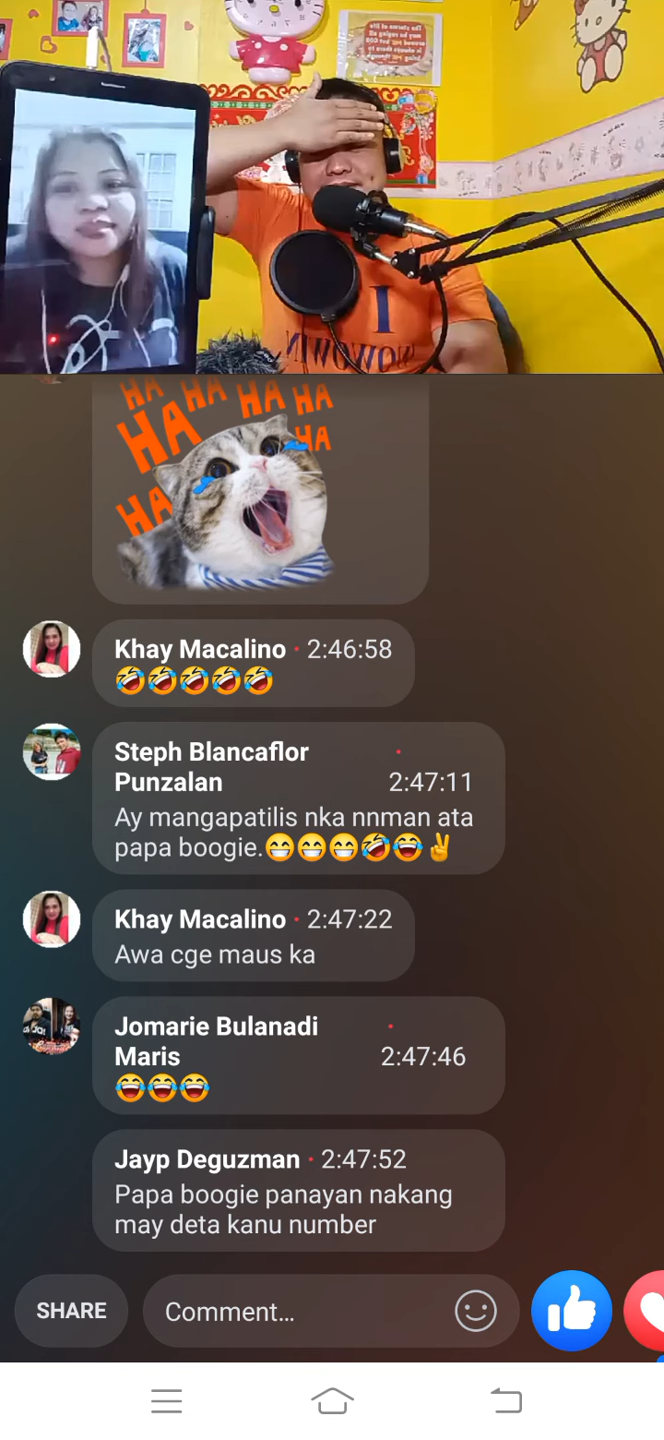 I
HA HA HA HA
HA HA
HA
Khay Macalino · 2:46:58
Steph Blancaflor ·
Punzalan 2:47:11
Ay mangapatilis nka nnman ata
papa boogie.😁😁😁🤣😂✌
Khay Macalino · 2:47:22
Awa cge maus ka
Jomarie Bulanadi ·
Maris 2:47:46
😂😂😂
Jayp Deguzman · 2:47:52
Papa boogie panayan nakang
may deta kanu number
SHARE
Comment...